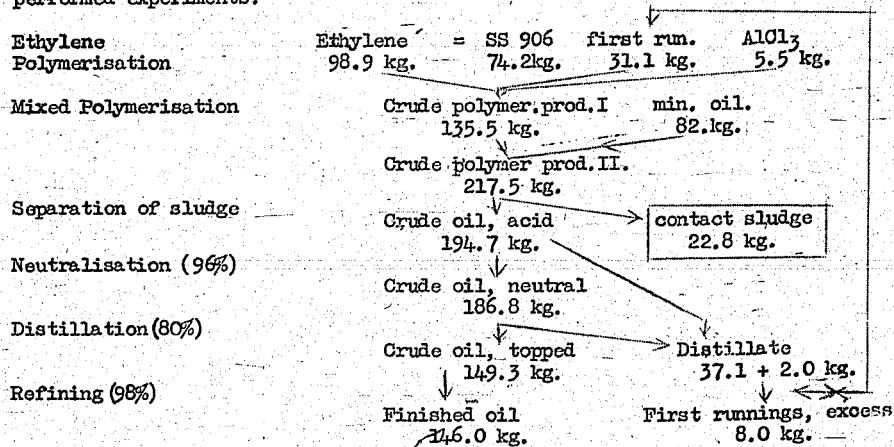 performed experiments.
Ethylene Ethylene = SS 906 first run. AlCl3
Polymerisation 98.9 kg. 74.2kg. 31.1 kg. 5.5 kg.
Mixed Polymerisation Crude polymer.prod.I min. oil.
135.5 kg. 82.kg.
Crude polymer prod.II.
217.5 kg.
Separation of sludge Crude oil, acid contact sludge
194.7 kg. 22.8 kg.
Neutralisation (96%)
Crude oil, neutral
186.8 kg.
Distillation (80%)
Crude oil, topped Distillate
149.3 kg. 37.1 + 2.0 kg.
Refining (98%)
Finished oil First runnings, excess
146.0 kg. 8.0 kg.